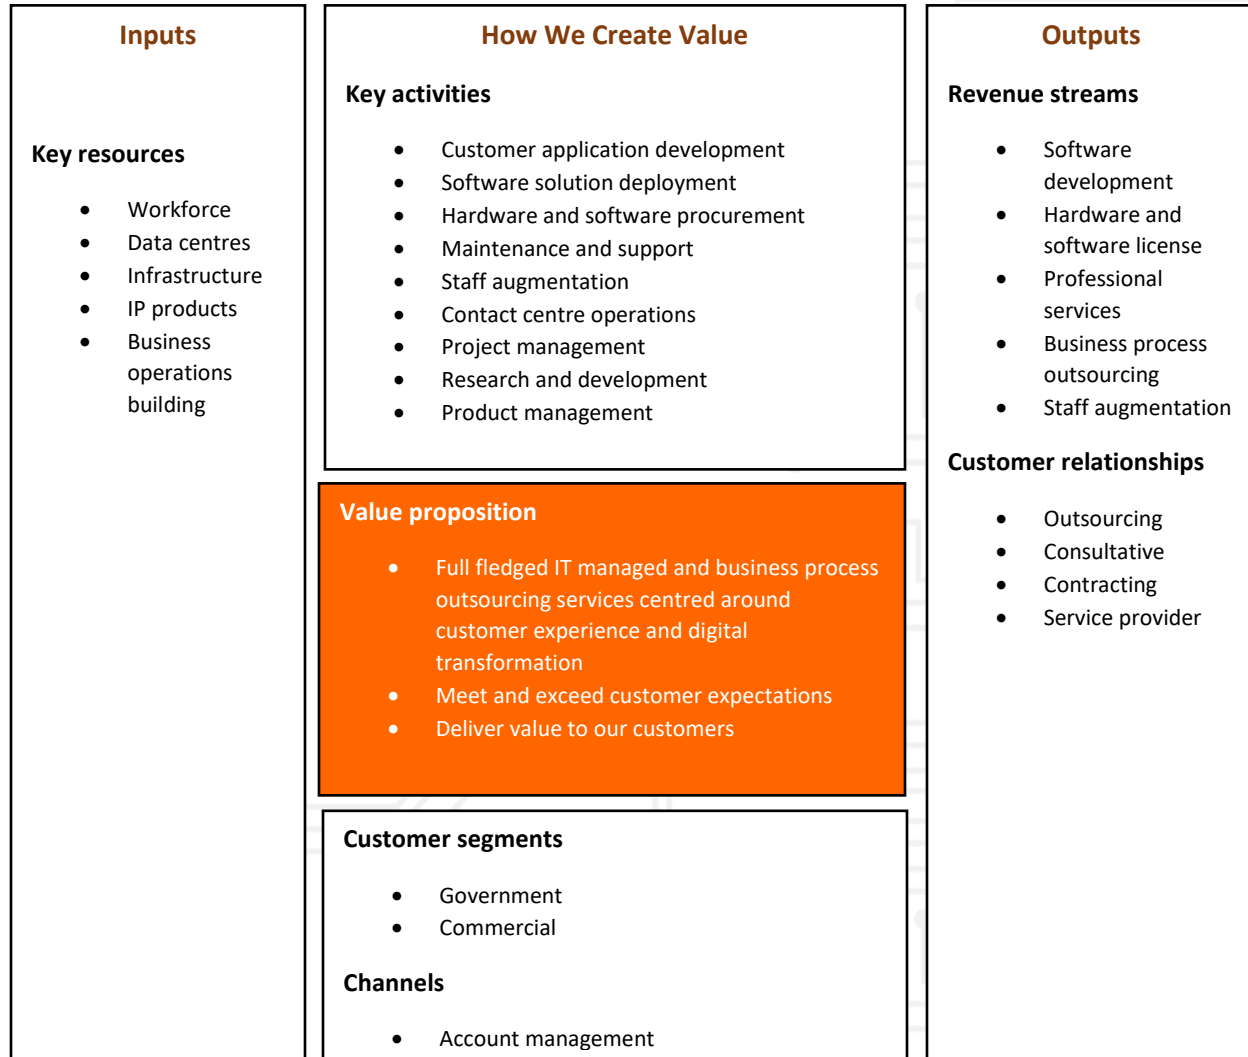 Inputs
Key resources
• Workforce
• Data centres
• Infrastructure
• IP products
• Business
operations
building
How We Create Value
Key activities
• Customer application development
• Software solution deployment
• Hardware and software procurement
• Maintenance and support
• Staff augmentation
• Contact centre operations
• Project management
• Research and development
• Product management
Value proposition
• Full fledged IT managed and business process
outsourcing services centred around
customer experience and digital
transformation
• Meet and exceed customer expectations
• Deliver value to our customers
Customer segments
• Government
• Commercial
Channels
• Account management
Outputs
Revenue streams
• Software
development
• Hardware and
software license
• Professional
services
• Business process
outsourcing
• Staff augmentation
Customer relationships
• Outsourcing
• Consultative
• Contracting
• Service provider